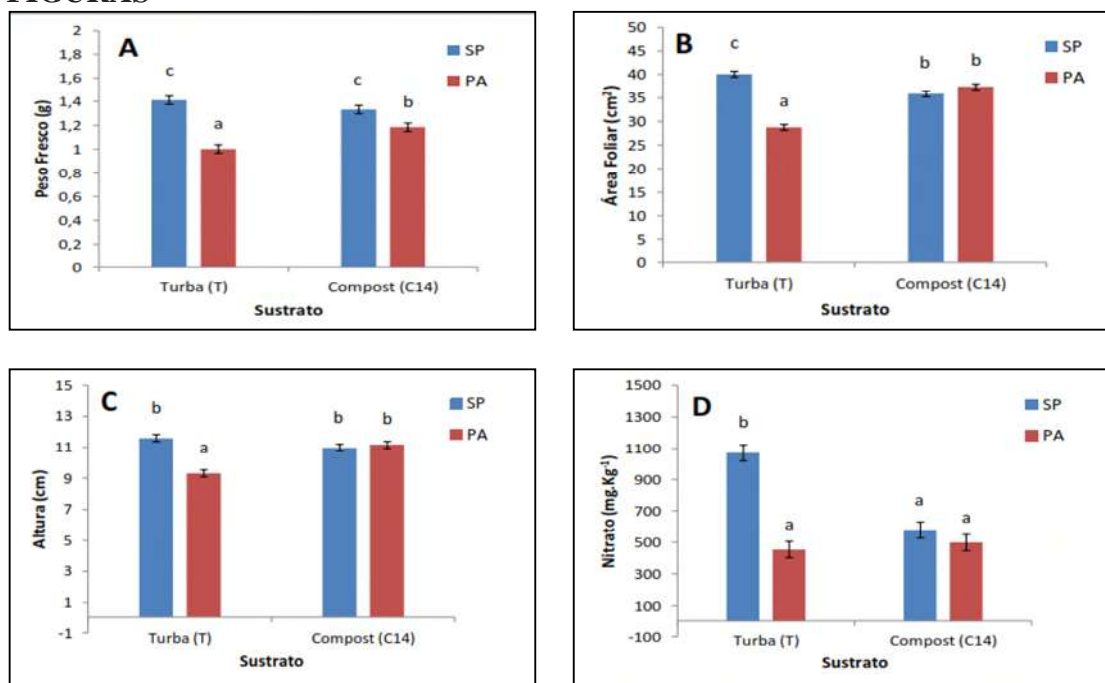 FIGURAS
A
SP
PA
Peso Fresco (g)
2
1,8
1,6
1,4
1,2
1
0,8
0,6
0,4
0,2
0
c
a
c
b
Turba (T)
Compost (C14)
Sustrato
B
SP
PA
Área Foliar (cm²)
50
45
40
35
30
25
20
15
10
5
0
c
a
b
b
Turba (T)
Compost (C14)
Sustrato
C
SP
PA
Altura (cm)
15
13
11
9
7
5
3
1
-1
b
a
b
b
Turba (T)
Compost (C14)
Sustrato
D
SP
PA
Nitrato (mg.Kg⁻¹)
1500
1300
1100
900
700
500
300
100
-100
b
a
a
a
Turba (T)
Compost (C14)
Sustrato